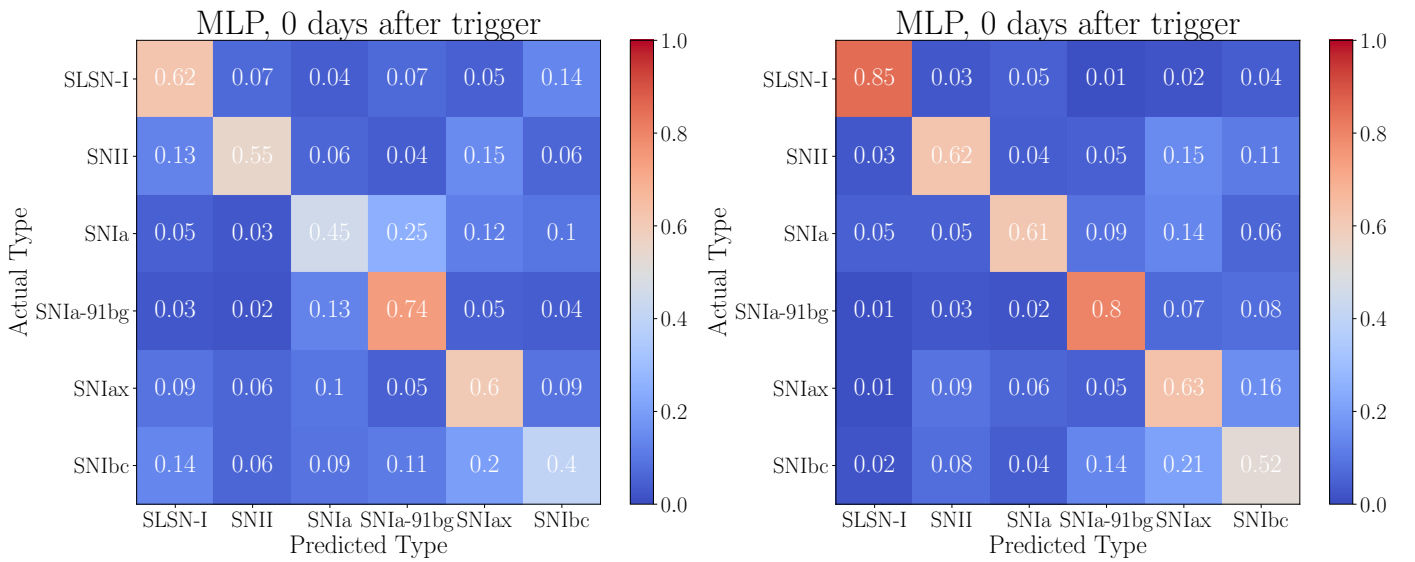 MLP, 0 days after trigger
SLSN-I 0.62 0.07 0.04 0.07 0.05 0.14
SNII 0.13 0.55 0.06 0.04 0.15 0.06
SNIa 0.05 0.03 0.45 0.25 0.12 0.1
SNIa-91bg 0.03 0.02 0.13 0.74 0.05 0.04
SNIax 0.09 0.06 0.1 0.05 0.6 0.09
SNIbc 0.14 0.06 0.09 0.11 0.2 0.4
SLSN-I SNII SNIa SNIa-91bg SNIax SNIbc
Predicted Type
Actual Type
1.0
0.8
0.6
0.4
0.2
0.0
MLP, 0 days after trigger
SLSN-I 0.85 0.03 0.05 0.01 0.02 0.04
SNII 0.03 0.62 0.04 0.05 0.15 0.11
SNIa 0.05 0.05 0.61 0.09 0.14 0.06
SNIa-91bg 0.01 0.03 0.02 0.8 0.07 0.08
SNIax 0.01 0.09 0.06 0.05 0.63 0.16
SNIbc 0.02 0.08 0.04 0.14 0.21 0.52
SLSN-I SNII SNIa SNIa-91bg SNIax SNIbc
Predicted Type
Actual Type
1.0
0.8
0.6
0.4
0.2
0.0